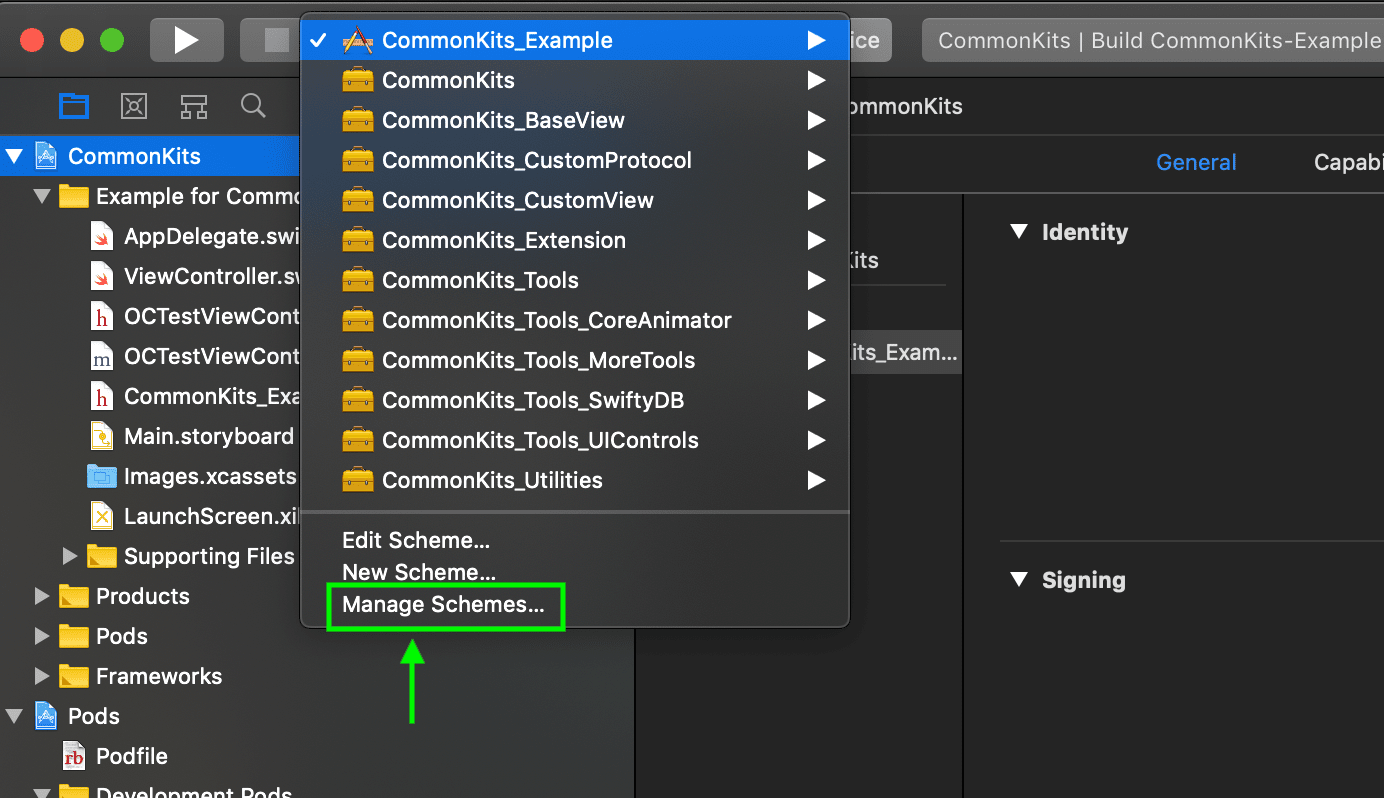 ice
CommonKits | Build CommonKits-Example
CommonKits_Example
CommonKits
CommonKits_BaseView
CommonKits_CustomProtocol
CommonKits_CustomView
CommonKits_Extension
CommonKits_Tools
CommonKits_Tools_CoreAnimator
CommonKits_Tools_MoreTools
CommonKits_Tools_SwiftyDB
CommonKits_Tools_UIControls
CommonKits_Utilities
Edit Scheme...
New Scheme...
Manage Schemes...
CommonKits
Example for Commo
AppDelegate.swi
ViewController.sw
h OCTestViewCont
m OCTestViewCont
h CommonKits_Exa
Main.storyboard
Images.xcassets
LaunchScreen.xil
Supporting Files
Products
Pods
Frameworks
Pods
rb Podfile
Development Pods
ommonKits
General Capabi
Kits
its_Exam...
Identity
Signing